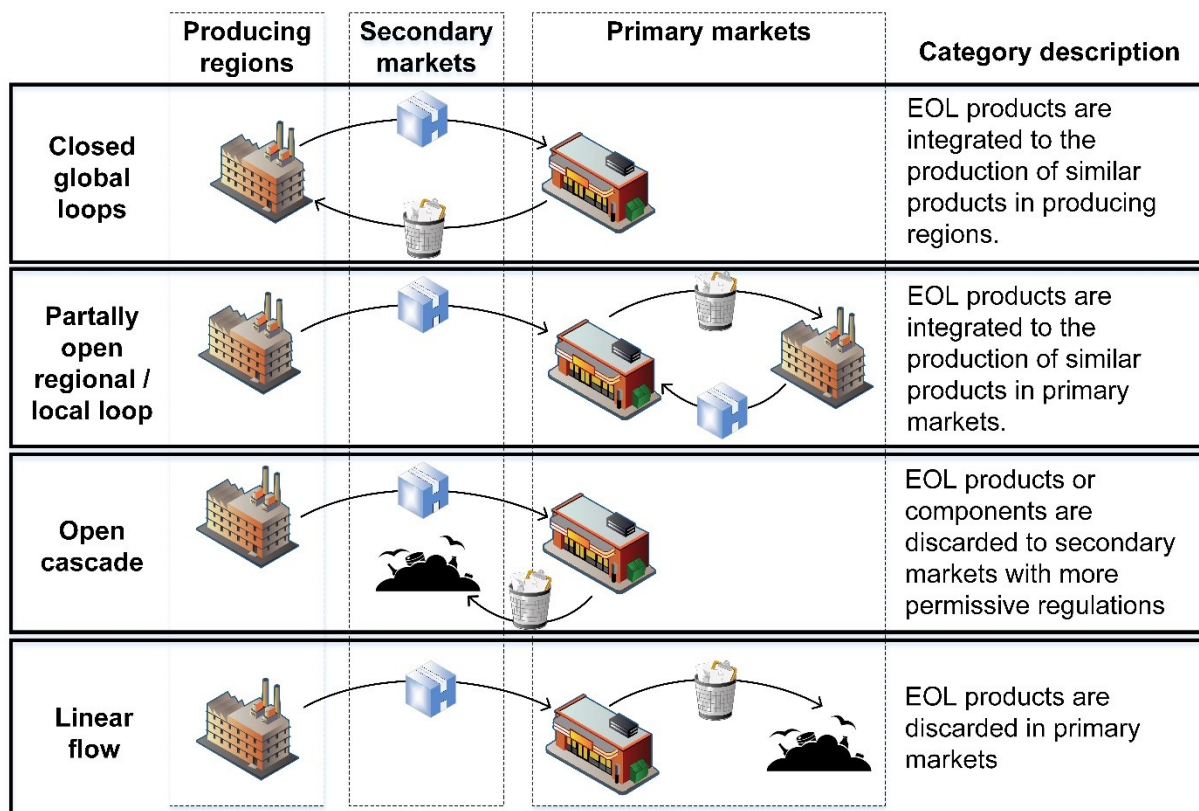 Producing
regions
Secondary
markets
Primary markets
Category description
Closed
global
loops
EOL products are
integrated to the
production of similar
products in producing
regions.
Partally
open
regional /
local loop
EOL products are
integrated to the
production of similar
products in primary
markets.
Open
cascade
EOL products or
components are
discarded to secondary
markets with more
permissive regulations
Linear
flow
EOL products are
discarded in primary
markets